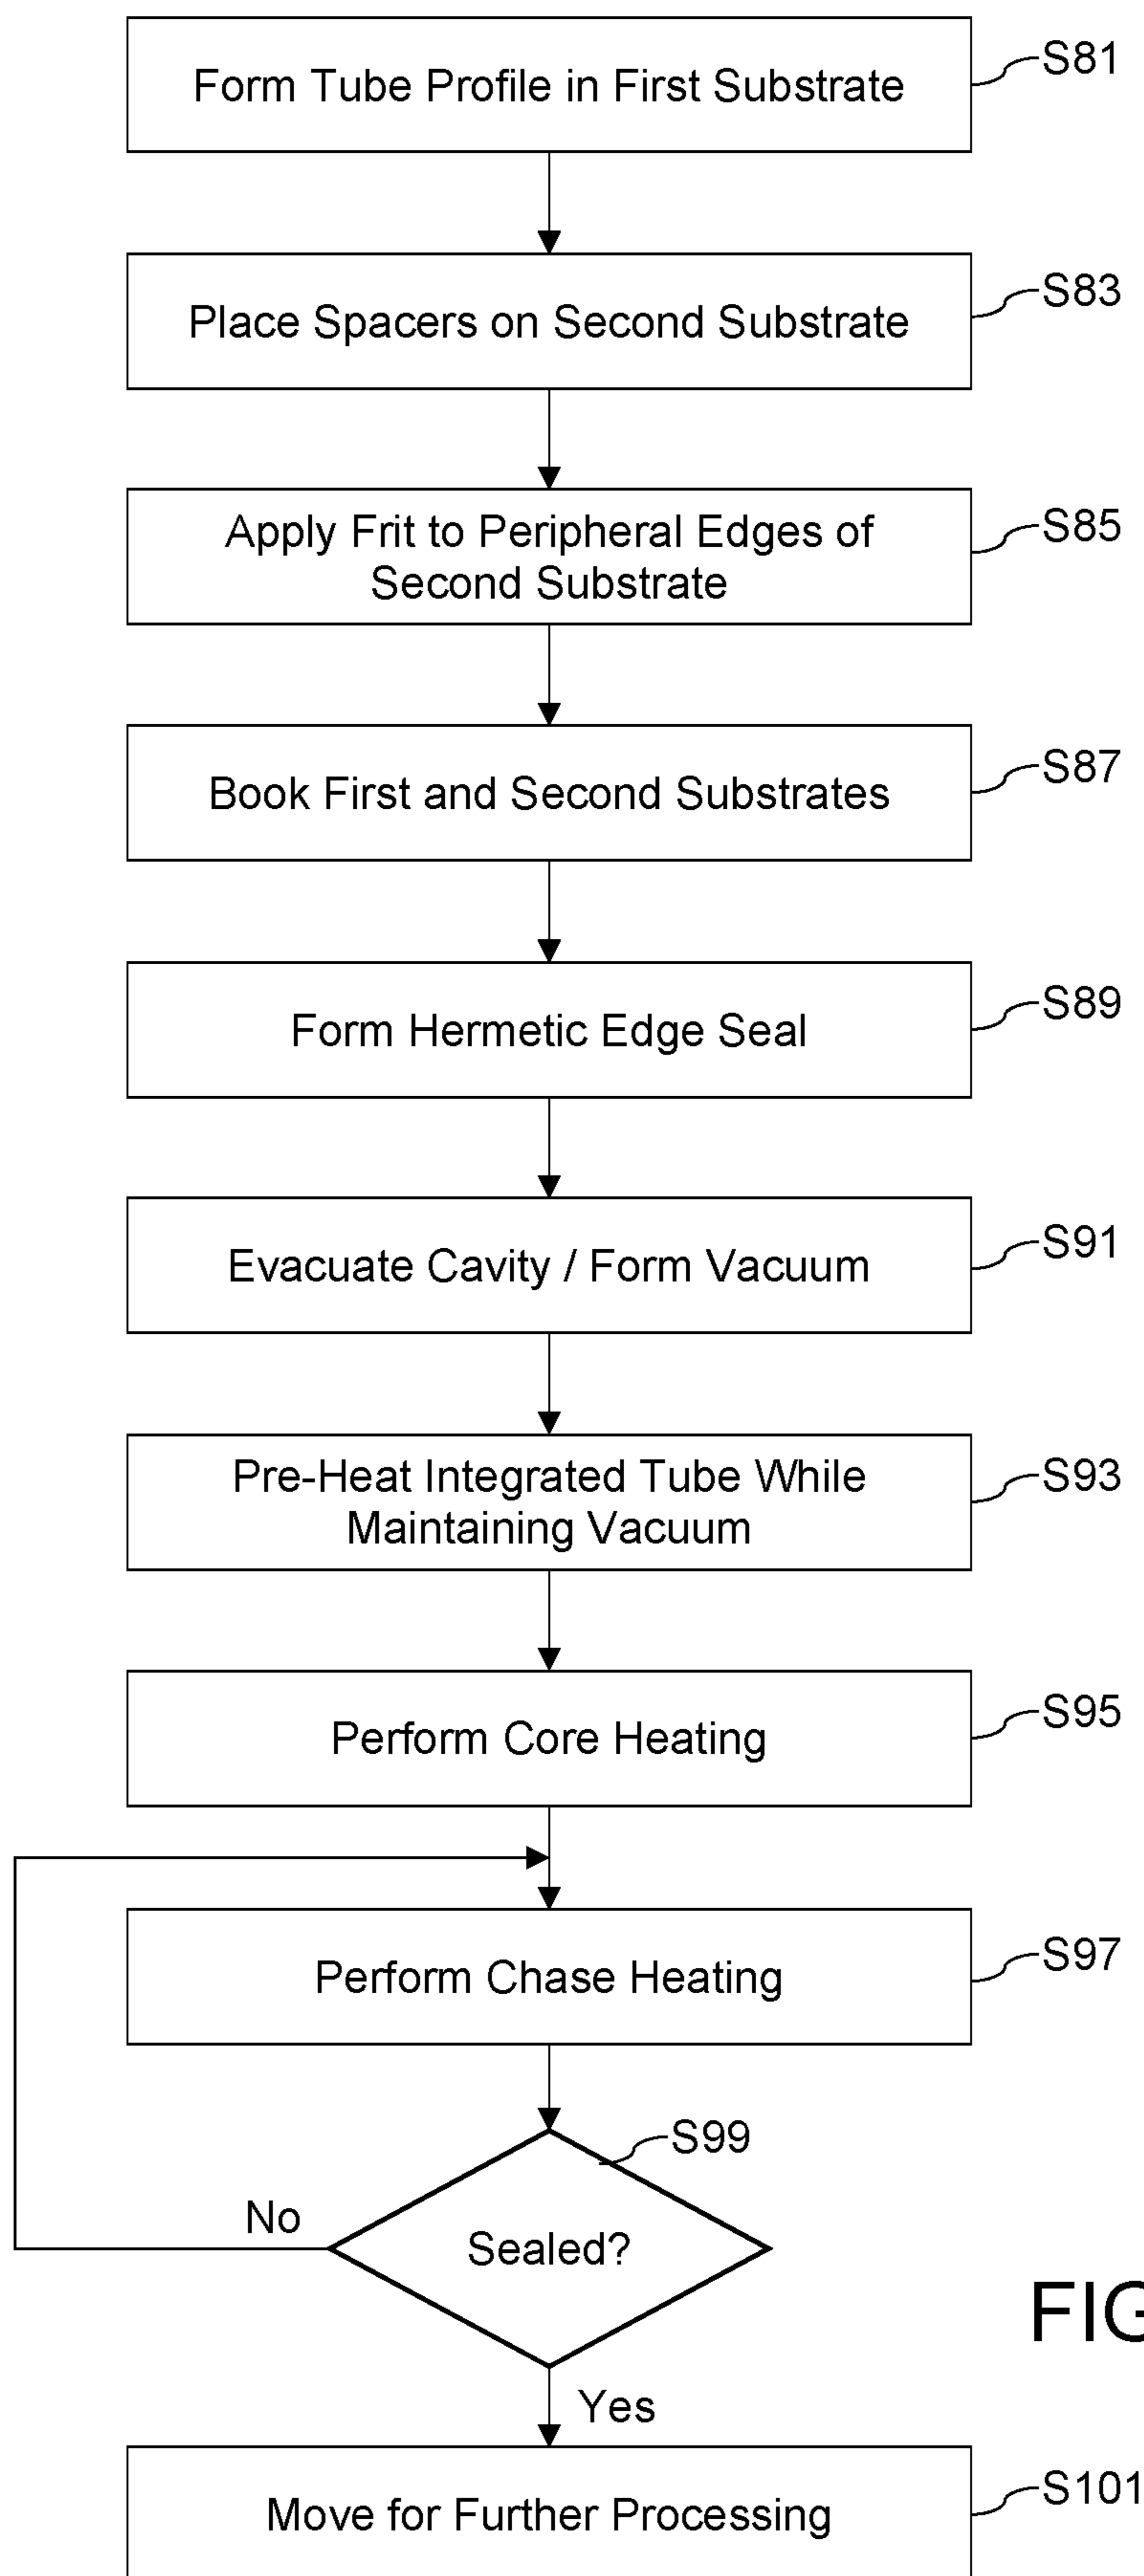 Form Tube Profile in First Substrate
S81
Place Spacers on Second Substrate
S83
Apply Frit to Peripheral Edges of
Second Substrate
S85
Book First and Second Substrates
S87
Form Hermetic Edge Seal
S89
Evacuate Cavity / Form Vacuum
S91
Pre-Heat Integrated Tube While
Maintaining Vacuum
S93
Perform Core Heating
S95
Perform Chase Heating
S97
S99
Sealed?
No
Yes
FIG
Move for Further Processing
S101